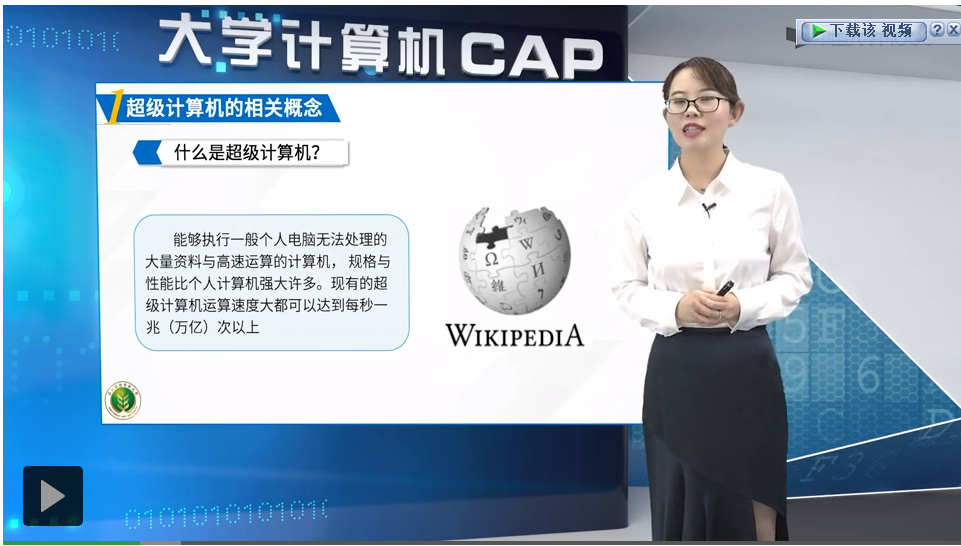 大学计算机CAP
下载该 视频
?
X
1
超级计算机的相关概念
什么是超级计算机？
能够执行一般个人电脑无法处理的
大量资料与高速运算的计算机， 规格与
性能比个人计算机强大许多。现有的超
级计算机运算速度大都可以达到每秒一
兆（万亿）次以上
Ω
W
И
維
WIKIPEDIA
0101010101010